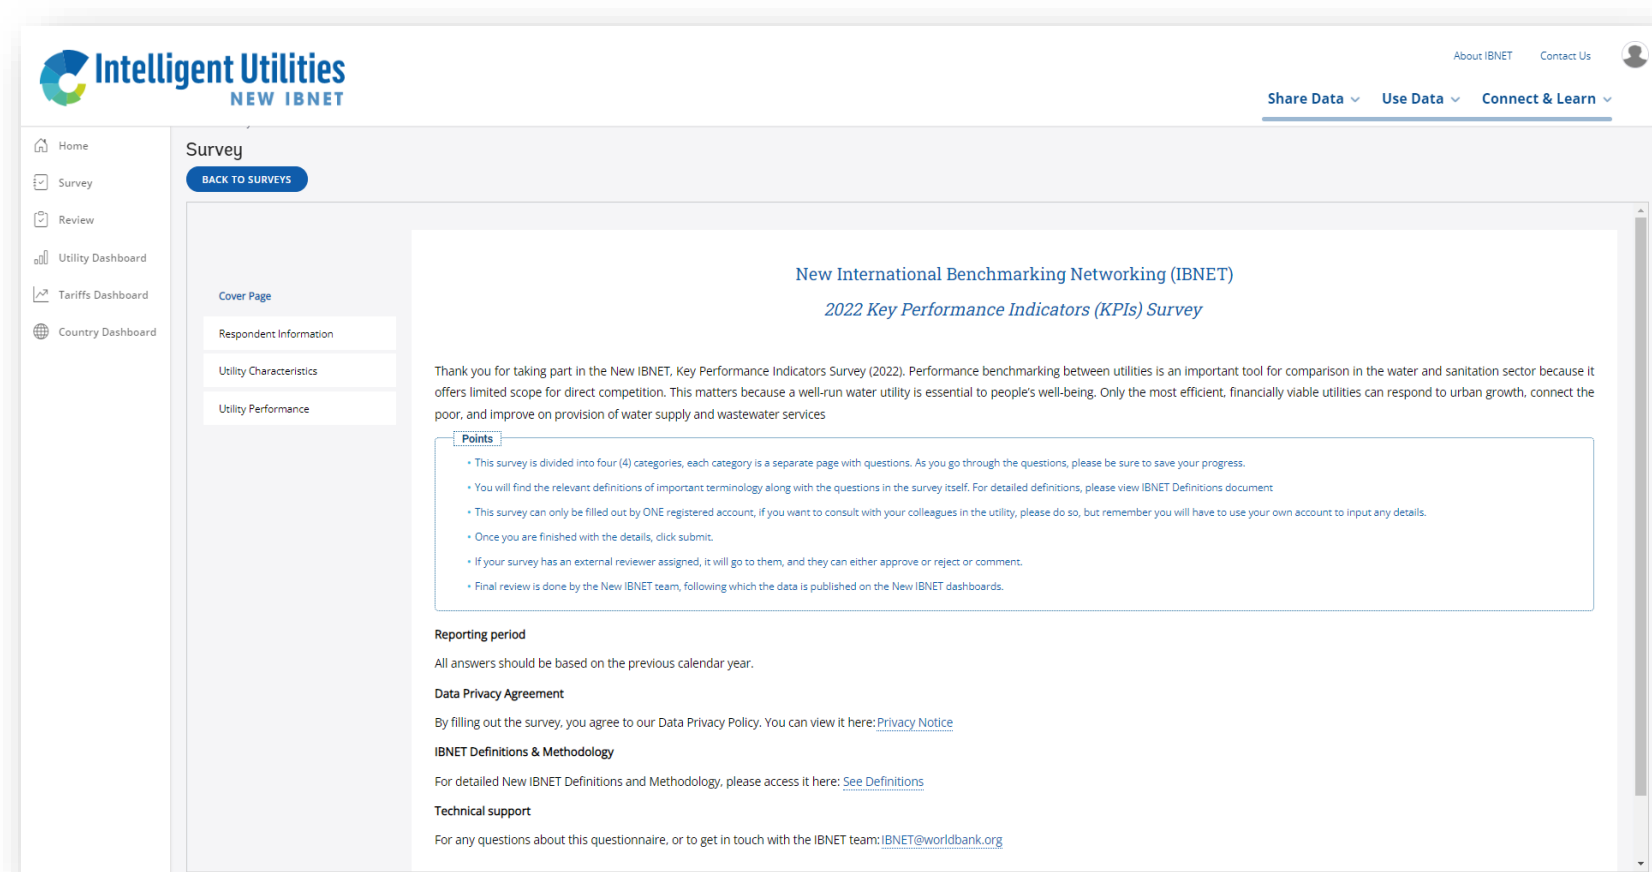 Intelligent Utilities
NEW IBNET
About IBNET
Contact Us
Share Data
Use Data
Connect & Learn
Home
Survey
Review
Utility Dashboard
Tariffs Dashboard
Country Dashboard
Survey
BACK TO SURVEYS
Cover Page
Respondent Information
Utility Characteristics
Utility Performance
New International Benchmarking Networking (IBNET)
2022 Key Performance Indicators (KPIs) Survey
Thank you for taking part in the New IBNET, Key Performance Indicators Survey (2022). Performance benchmarking between utilities is an important tool for comparison in the water and sanitation sector because it
offers limited scope for direct competition. This matters because a well-run water utility is essential to people's well-being. Only the most efficient, financially viable utilities can respond to urban growth, connect the
poor, and improve on provision of water supply and wastewater services
Points
• This survey is divided into four (4) categories, each category is a separate page with questions. As you go through the questions, please be sure to save your progress.
• You will find the relevant definitions of important terminology along with the questions in the survey itself. For detailed definitions, please view IBNET Definitions document
• This survey can only be filled out by ONE registered account, if you want to consult with your colleagues in the utility, please do so, but remember you will have to use your own account to input any details.
• Once you are finished with the details, click submit.
• If your survey has an external reviewer assigned, it will go to them, and they can either approve or reject or comment.
• Final review is done by the New IBNET team, following which the data is published on the New IBNET dashboards.
Reporting period
All answers should be based on the previous calendar year.
Data Privacy Agreement
By filling out the survey, you agree to our Data Privacy Policy. You can view it here: Privacy Notice
IBNET Definitions & Methodology
For detailed New IBNET Definitions and Methodology, please access it here: See Definitions
Technical support
For any questions about this questionnaire, or to get in touch with the IBNET team: IBNET@worldbank.org